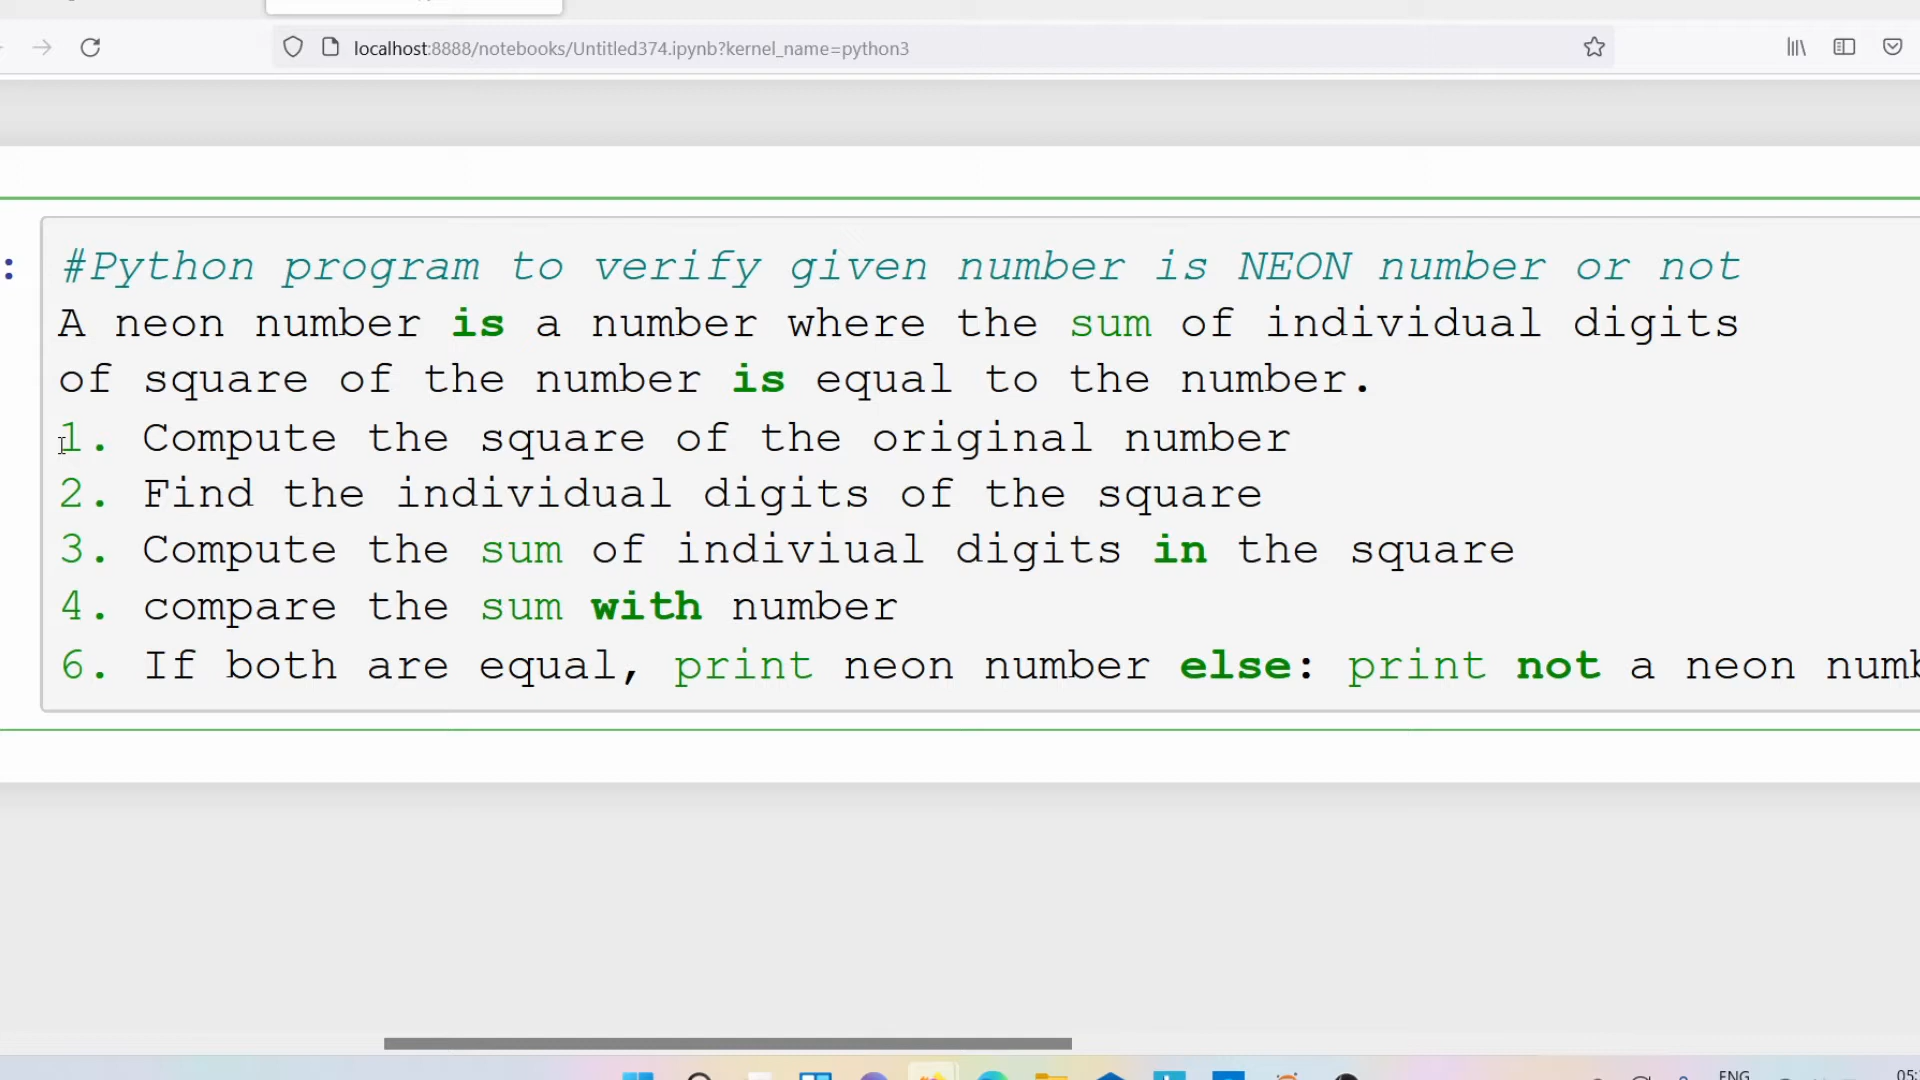 localhost:8888/notebooks/Untitled374.ipynb?kernel_name=python3
: #Python program to verify given number is NEON number or not
A neon number is a number where the sum of individual digits
of square of the number is equal to the number.
1. Compute the square of the original number
2. Find the individual digits of the square
3. Compute the sum of indiviual digits in the square
4. compare the sum with number
6. If both are equal, print neon number else: print not a neon numb
ENG
05: